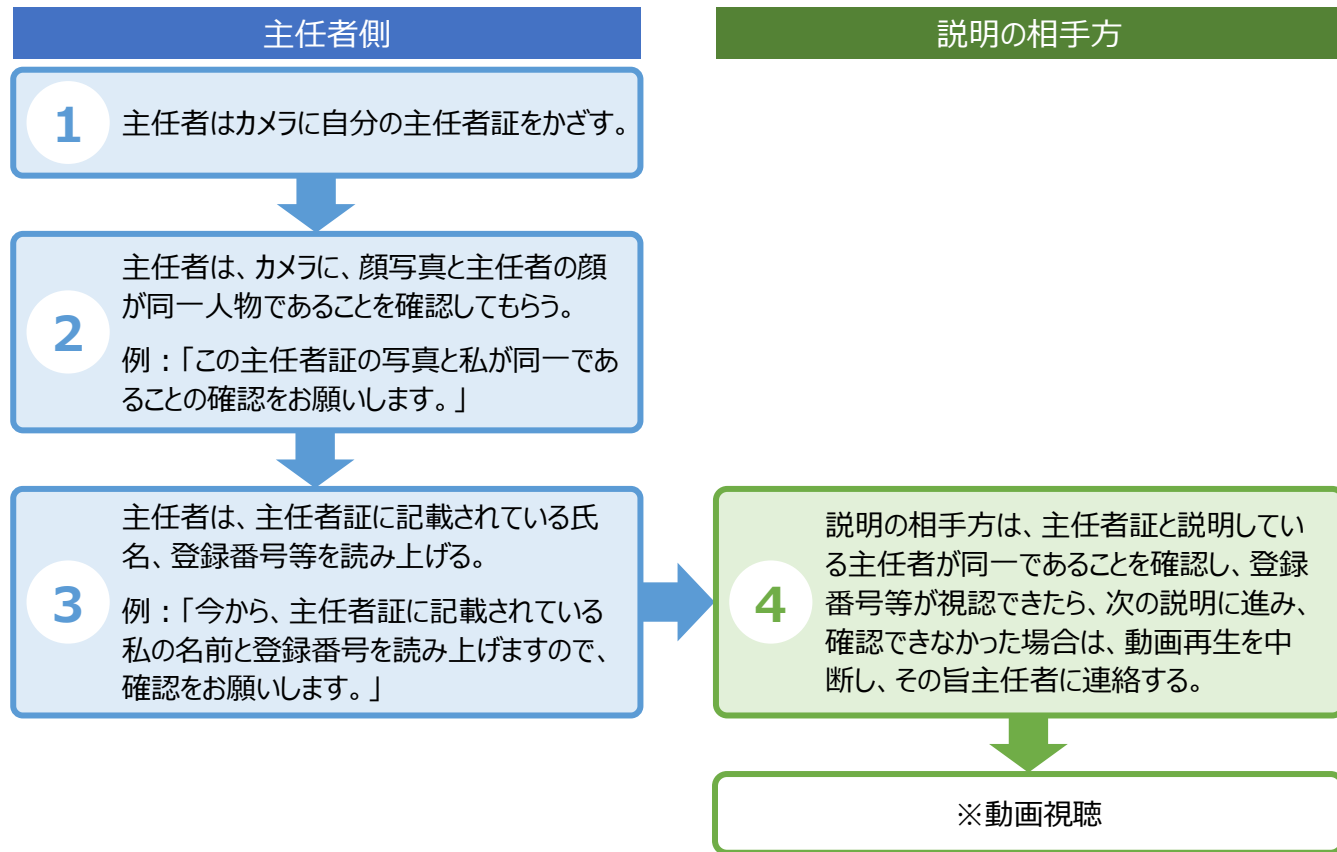 主任者側
説明の相手方
1
主任者はカメラに自分の主任者証をかざす。
2
主任者は、カメラに、顔写真と主任者の顔
が同一人物であることを確認してもらう。
例：「この主任者証の写真と私が同一であ
ることの確認をお願いします。」
3
主任者は、主任者証に記載されている氏
名、登録番号等を読み上げる。
例：「今から、主任者証に記載されている
私の名前と登録番号を読み上げますので、
確認をお願いします。」
4
説明の相手方は、主任者証と説明してい
る主任者が同一であることを確認し、登録
番号等が視認できたら、次の説明に進み、
確認できなかった場合は、動画再生を中
断し、その旨主任者に連絡する。
※動画視聴